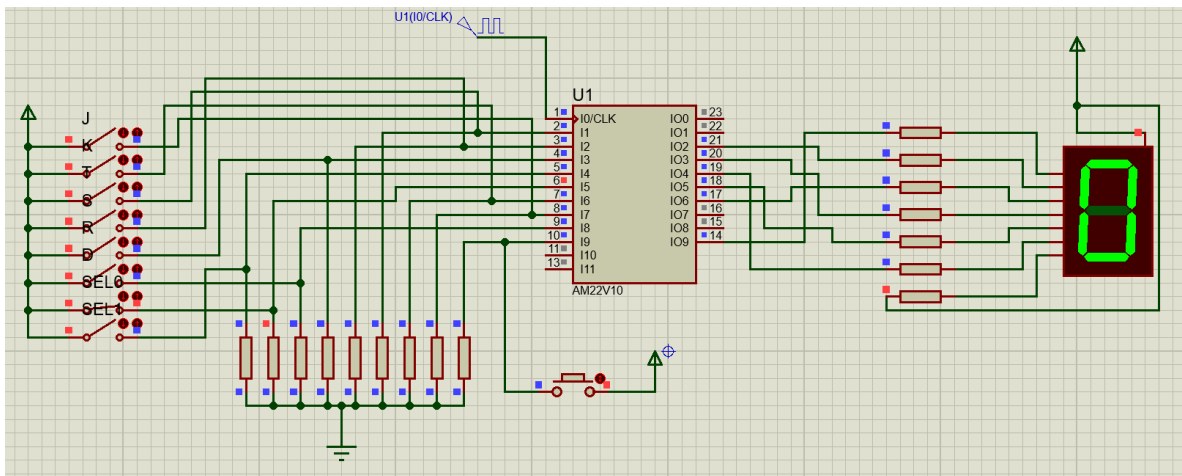 U1(I0/CLK)
U1
J
K
T
S
R
D
SEL0
SEL1
1 I0/CLK IO0 23
2 I1 IO1 22
3 I2 IO2 21
4 I3 IO3 20
5 I4 IO4 19
6 I5 IO5 18
7 I6 IO6 17
8 I7 IO7 16
9 I8 IO8 15
10 I9 IO9 14
11 I10
13 I11
AM22V10
0